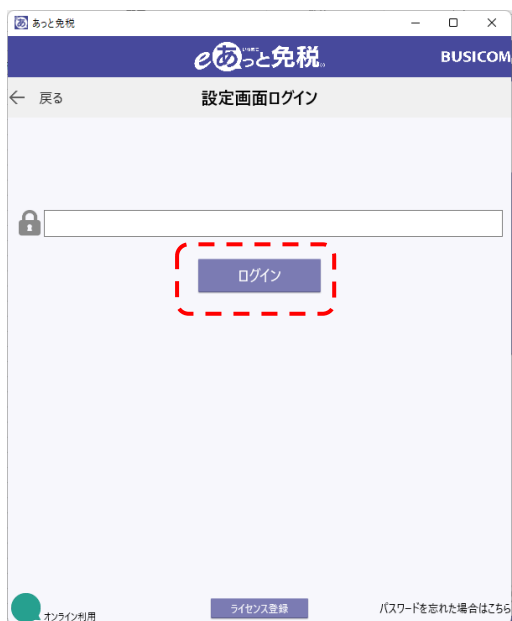 あ あっと免税
eあっと免税 BUSICOM
← 戻る 設定画面ログイン
ログイン
オンライン利用 ライセンス登録 パスワードを忘れた場合はこちら